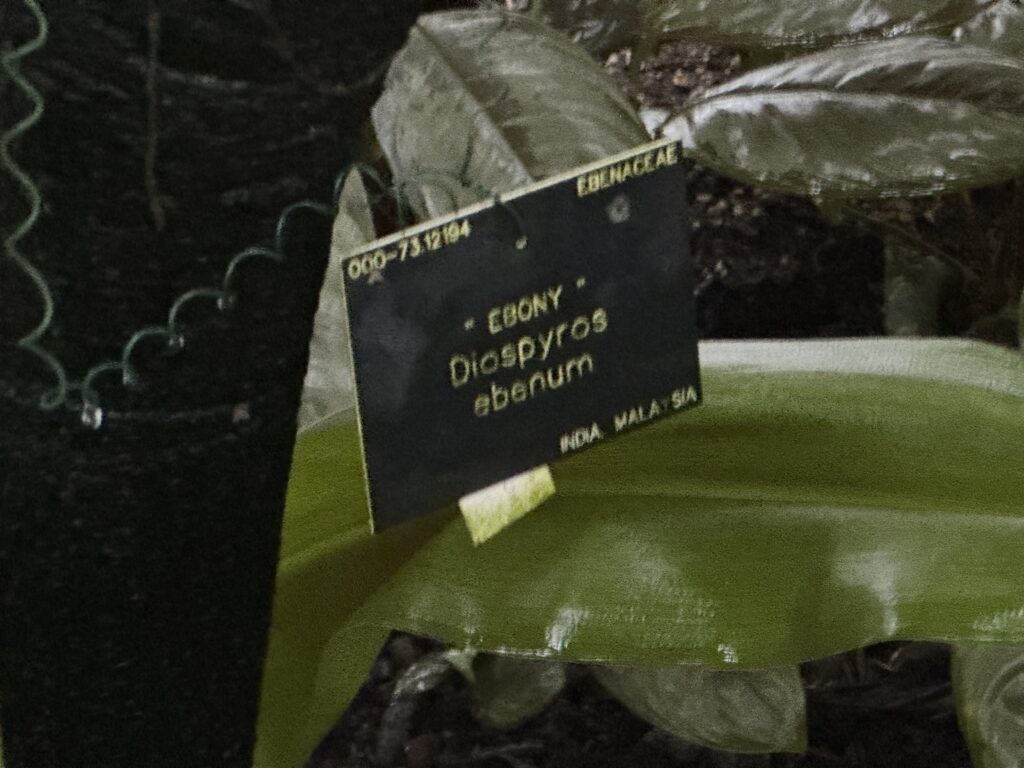 EBENACEAE
000-73.12194
"EBONY"
Diospyros
ebenum
INDIA, MALAYSIA